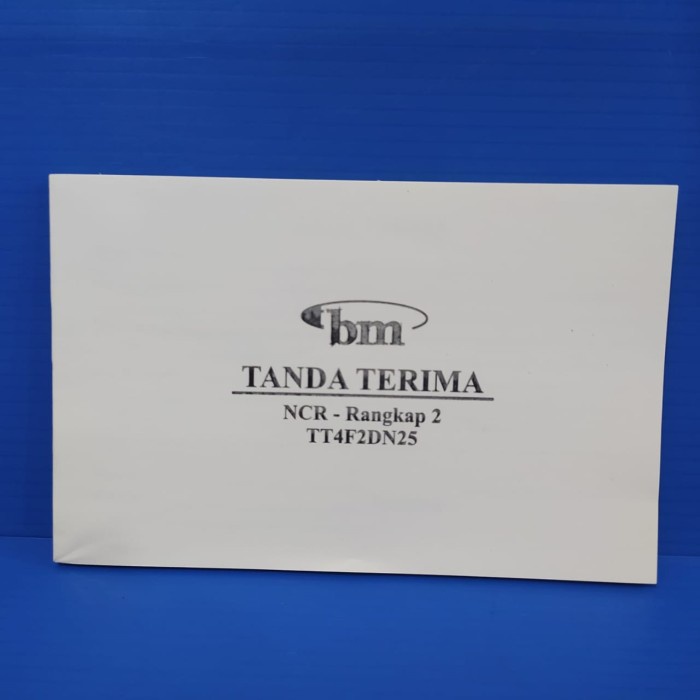 bm
TANDA TERIMA
NCR - Rangkap 2
TT4F2DN25